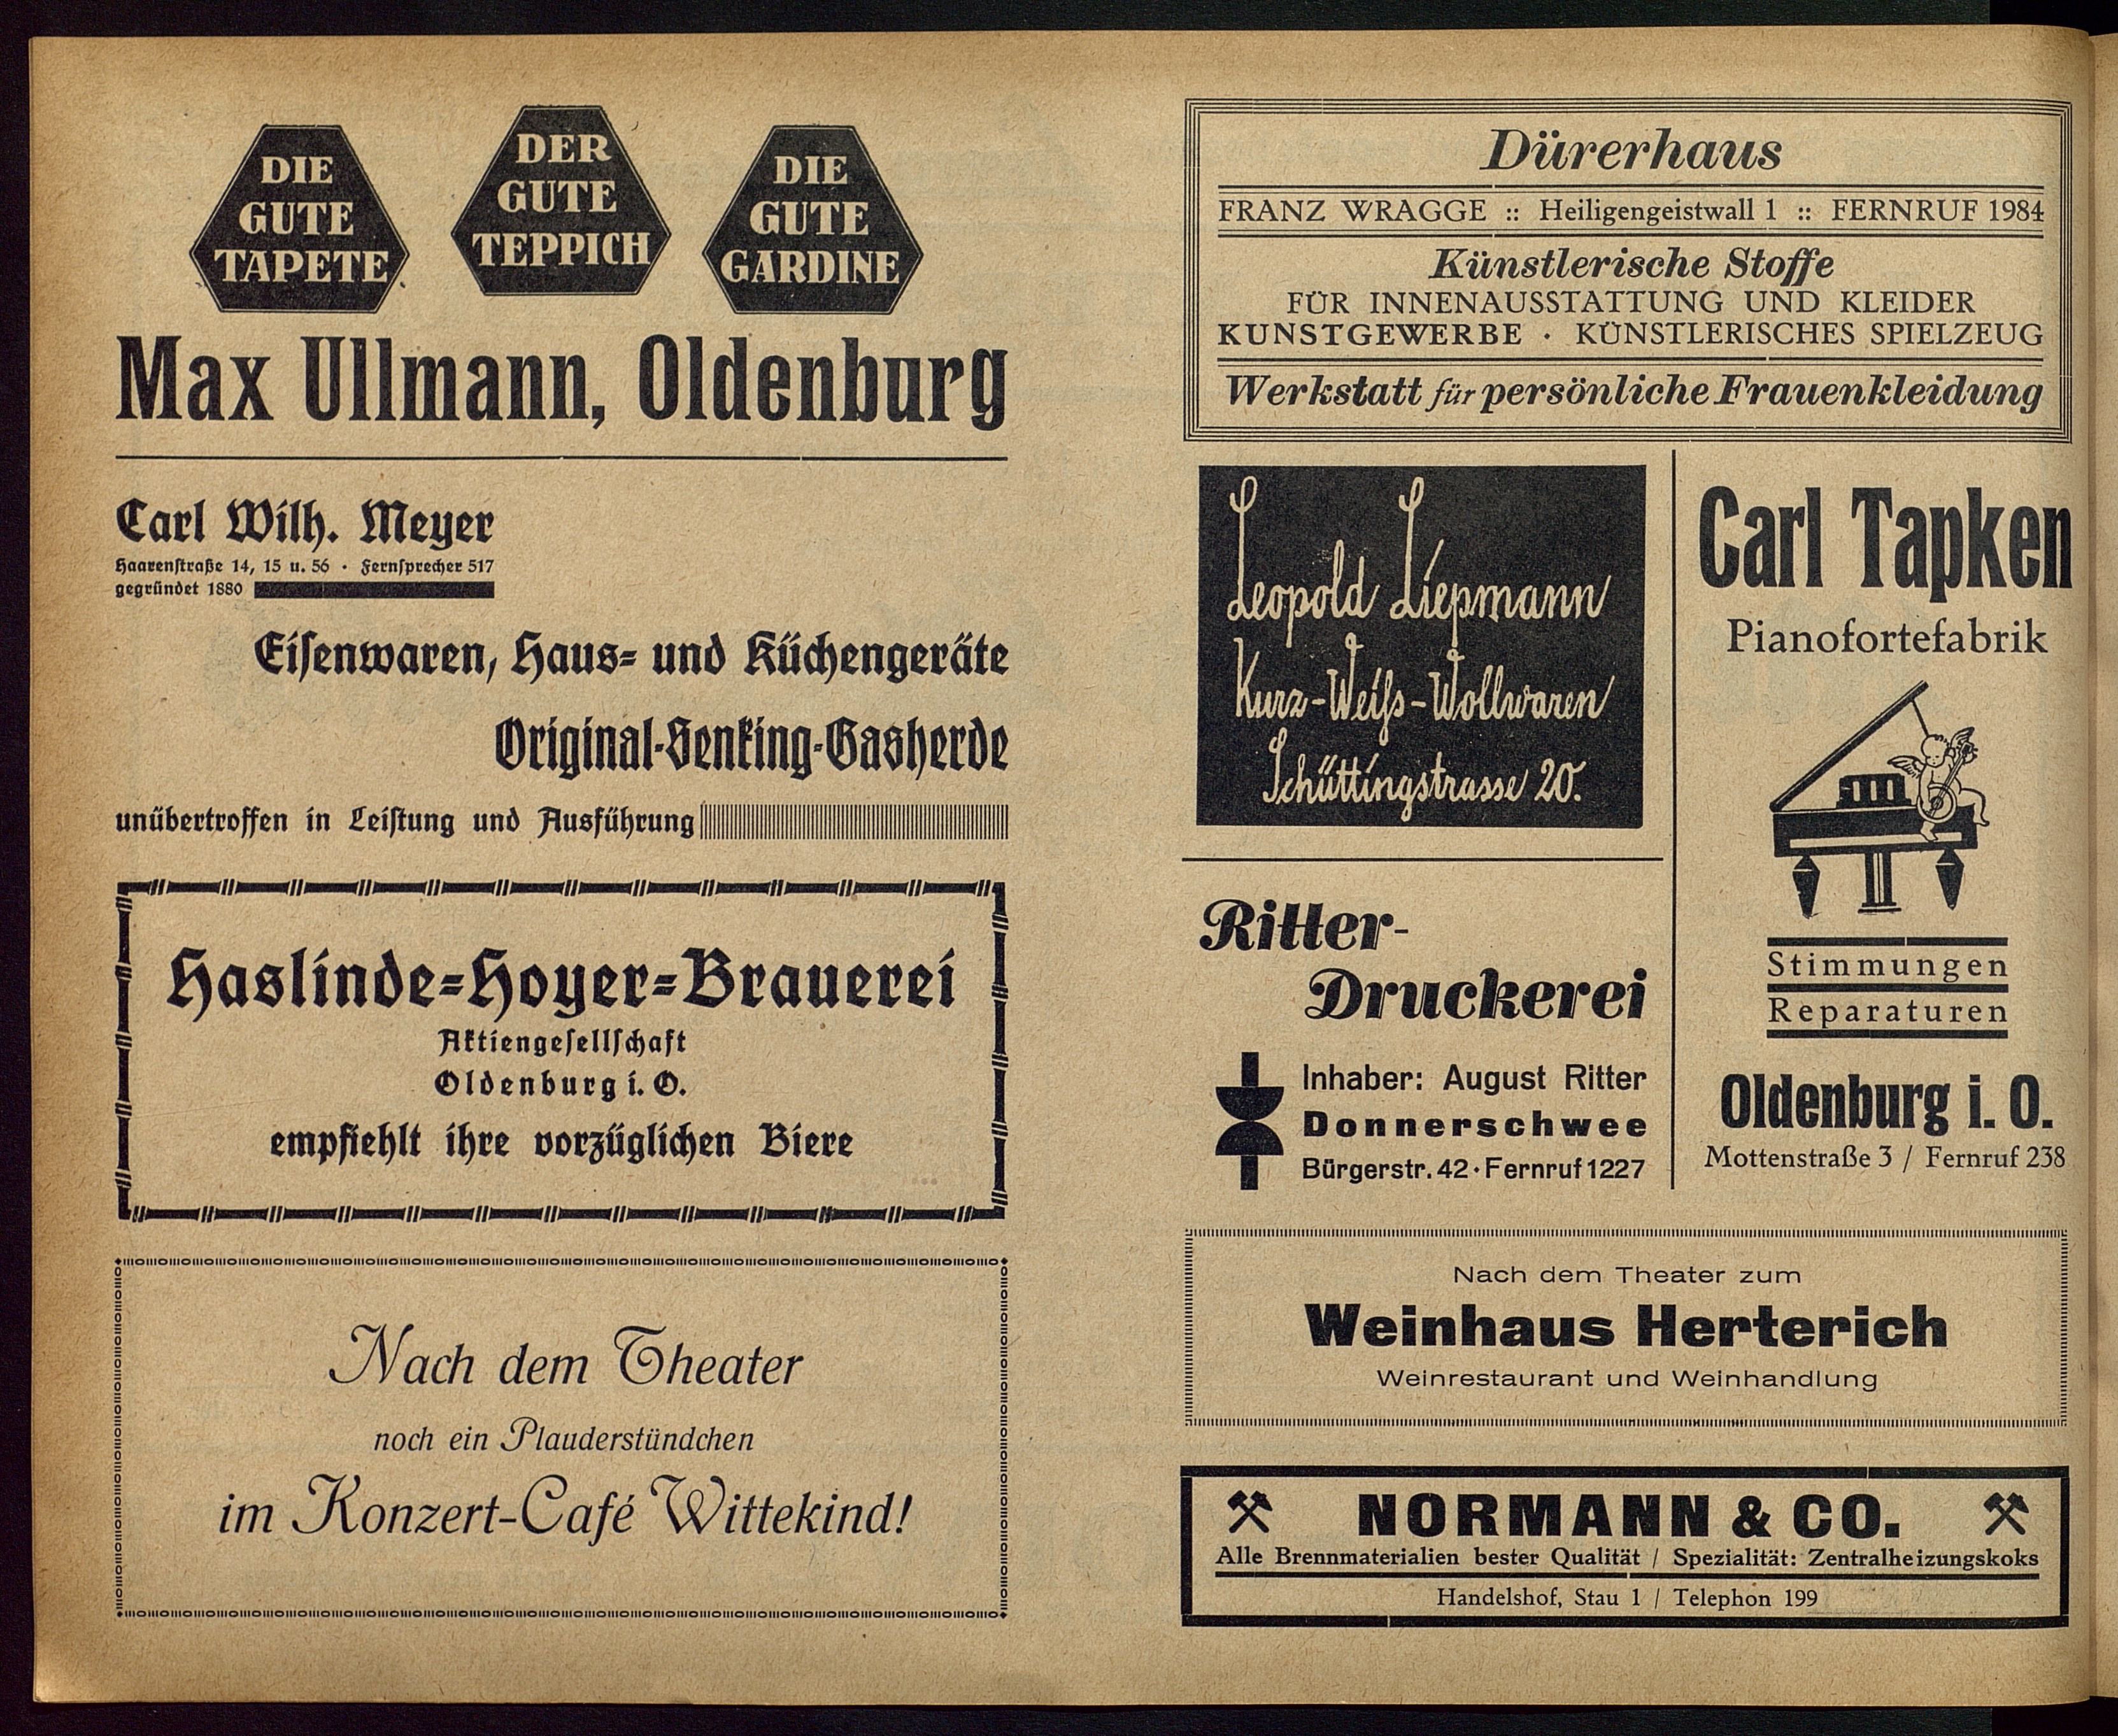 DIE
GUTE
TAPETE
DER
GUTE
TEPPICH
DIE
GUTE
GARDINE
Max Ullmann, Oldenburg
Carl Wilh. Meyer
Haarenſtraße 14, 15 u. 56 · Fernſprecher 517
gegründet 1880
Eiſenwaren, Haus- und Küchengeräte
Original-Senking-Gasherde
unübertroffen in Leiſtung und Ausführung
Haslinde-Hoyer-Brauerei
Aktiengeſellſchaft
Oldenburg i. O.
empfiehlt ihre vorzüglichen Biere
Nach dem Theater
noch ein Plauderstündchen
im Konzert-Café Wittekind!
Dürerhaus
FRANZ WRAGGE :: Heiligengeistwall 1 :: FERNRUF 1984
Künstlerische Stoffe
FÜR INNENAUSSTATTUNG UND KLEIDER
KUNSTGEWERBE · KÜNSTLERISCHES SPIELZEUG
Werkstatt für persönliche Frauenkleidung
Leopold Liepmann
Kurz-Weiß-Wollwaren
Schüttingstrasse 20.
Ritter-
Druckerei
Inhaber: August Ritter
Donnerschwee
Bürgerstr. 42 · Fernruf 1227
Carl Tapken
Pianofortefabrik
Stimmungen
Reparaturen
Oldenburg i. O.
Mottenstraße 3 / Fernruf 238
Nach dem Theater zum
Weinhaus Herterich
Weinrestaurant und Weinhandlung
NORMANN & CO.
Alle Brennmaterialien bester Qualität / Spezialität: Zentralheizungskoks
Handelshof, Stau 1 / Telephon 199